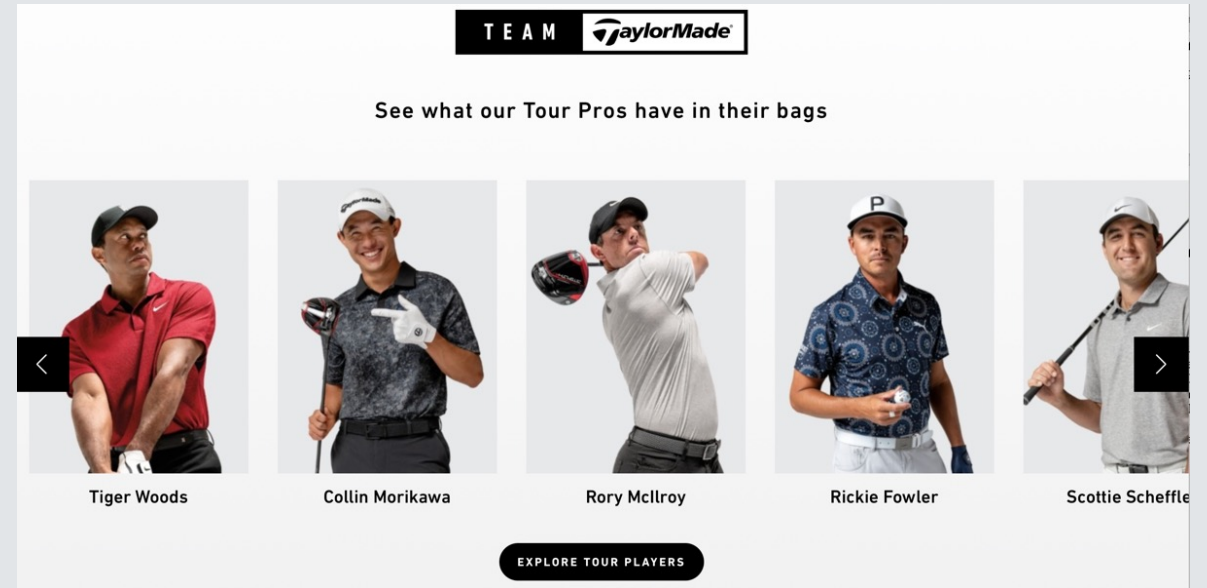 TEAM TaylorMade
See what our Tour Pros have in their bags
TaylorMade
P
Tiger Woods
Collin Morikawa
Rory McIlroy
Rickie Fowler
Scottie Scheffle
EXPLORE TOUR PLAYERS